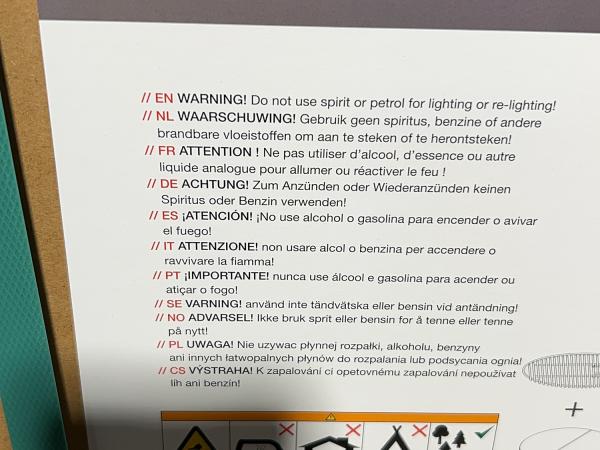 // EN WARNING! Do not use spirit or petrol for lighting or re-lighting!
// NL WAARSCHUWING! Gebruik geen spiritus, benzine of andere
brandbare vloeistoffen om aan te steken of te herontsteken!
// FR ATTENTION ! Ne pas utiliser d'alcool, d'essence ou autre
liquide analogue pour allumer ou réactiver le feu !
// DE ACHTUNG! Zum Anzünden oder Wiederanzünden keinen
Spiritus oder Benzin verwenden!
// ES ¡ATENCIÓN! ¡No use alcohol o gasolina para encender o avivar
el fuego!
// IT ATTENZIONE! non usare alcol o benzina per accendere o
ravvivare la fiamma!
// PT ¡IMPORTANTE! nunca use álcool e gasolina para acender ou
atiçar o fogo!
// SE VARNING! använd inte tändvätska eller bensin vid antändning!
// NO ADVARSEL! Ikke bruk sprit eller bensin for å tenne eller tenne
på nytt!
// PL UWAGA! Nie uzywac płynnej rozpałki, alkoholu, benzyny
ani innych łatwopalnych płynów do rozpalania lub podsycania ognia!
// CS VÝSTRAHA! K zapalování ci opetovnému zapalování nepoužívat
líh ani benzín!
+